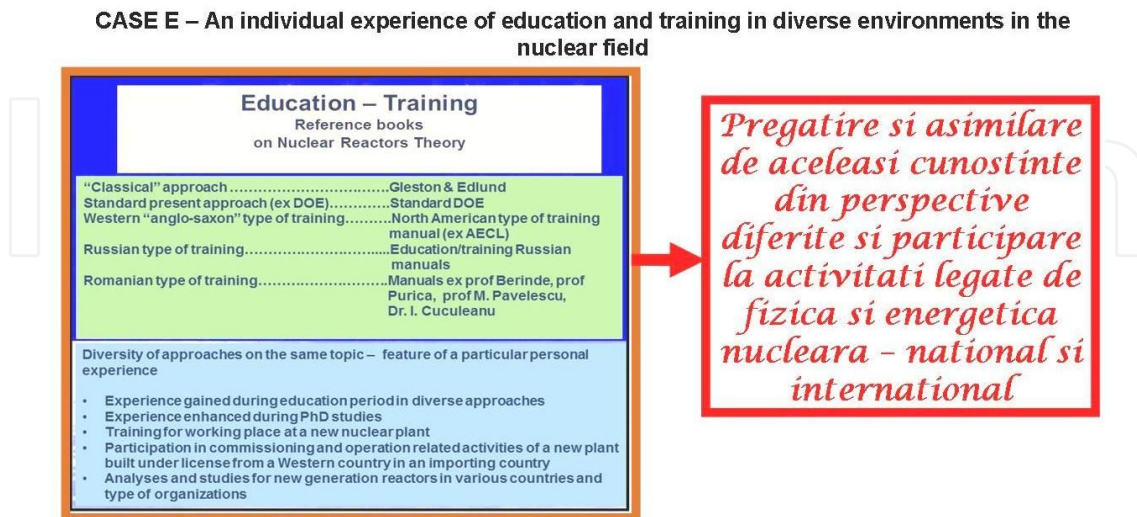 CASE E – An individual experience of education and training in diverse environments in the
nuclear field
Education – Training
Reference books
on Nuclear Reactors Theory
“Classical” approach ................................Gleston & Edlund
Standard present approach (ex DOE)............Standard DOE
Western “anglo-saxon” type of training.........North American type of training
manual (ex AECL)
Russian type of training.............................Education/training Russian
manuals
Romanian type of training..........................Manuals ex prof Berinde, prof
Purica, prof M. Pavelescu,
Dr. I. Cuculeanu
Diversity of approaches on the same topic – feature of a particular personal
experience
• Experience gained during education period in diverse approaches
• Experience enhanced during PhD studies
• Training for working place at a new nuclear plant
• Participation in commissioning and operation related activities of a new plant
built under license from a Western country in an importing country
• Analyses and studies for new generation reactors in various countries and
type of organizations
Pregatire si asimilare
de aceleasi cunostinte
din perspective
diferite si participare
la activitati legate de
fizica si energetica
nucleara – national si
international